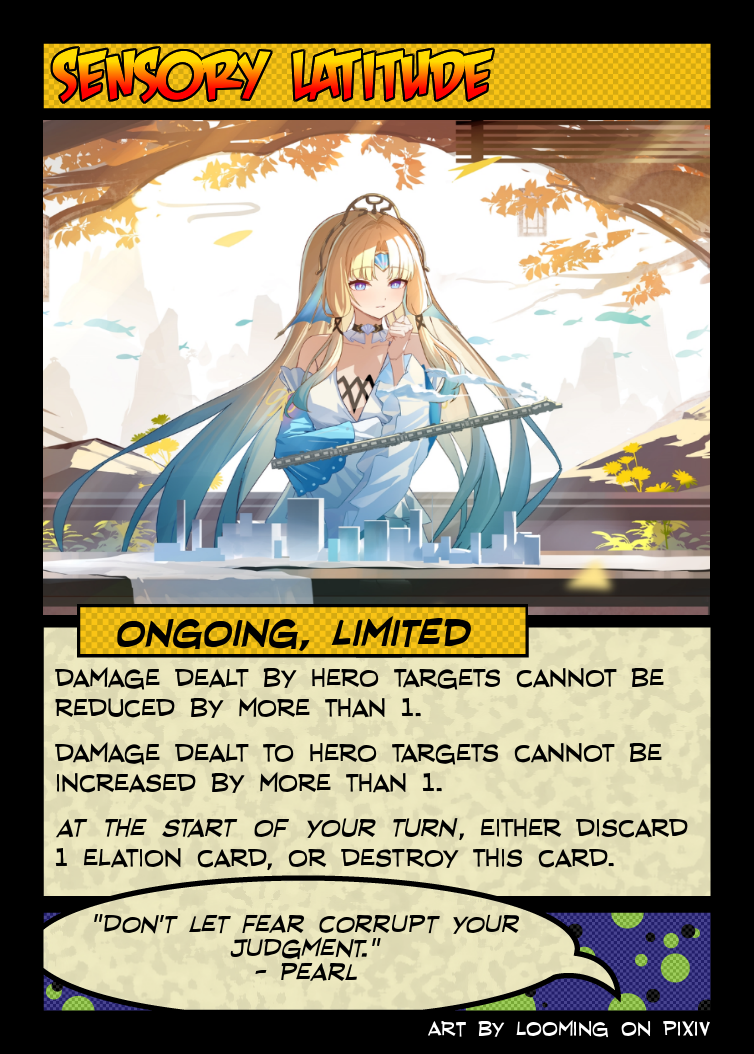 SENSORY LATITUDE
ONGOING, LIMITED
DAMAGE DEALT BY HERO TARGETS CANNOT BE
REDUCED BY MORE THAN 1.
DAMAGE DEALT TO HERO TARGETS CANNOT BE
INCREASED BY MORE THAN 1.
AT THE START OF YOUR TURN, EITHER DISCARD
1 ELATION CARD, OR DESTROY THIS CARD.
"DON'T LET FEAR CORRUPT YOUR
JUDGMENT."
- PEARL
ART BY LOOMING ON PIXIV